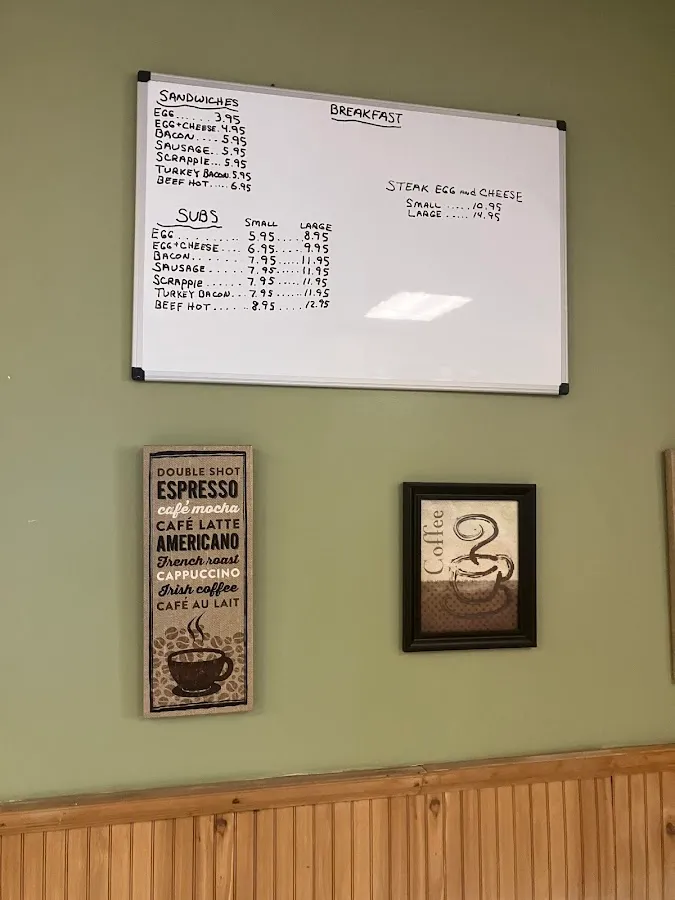 BREAKFAST
SANDWICHES
EGG...... 3.95
EGG+CHEESE. 4.95
BACON.... 5.95
SAUSAGE.. 5.95
SCRAPPLE... 5.95
TURKEY BACON. 5.95
BEEF HOT..... 6.95
SUBS SMALL LARGE
EGG.......... 5.95..... 8.95
EGG+CHEESE.... 6.95..... 9.95
BACON....... 7.95..... 11.95
SAUSAGE...... 7.95..... 11.95
SCRAPPLE...... 7.95...... 11.95
TURKEY BACON... 7.95...... 11.95
BEEF HOT....... 8.95..... 12.95
STEAK EGG and CHEESE
SMALL ..... 10.95
LARGE ..... 14.95
DOUBLE SHOT
ESPRESSO
café mocha
CAFÉ LATTE
AMERICANO
French roast
CAPPUCCINO
Irish coffee
CAFÉ AU LAIT
Coffee